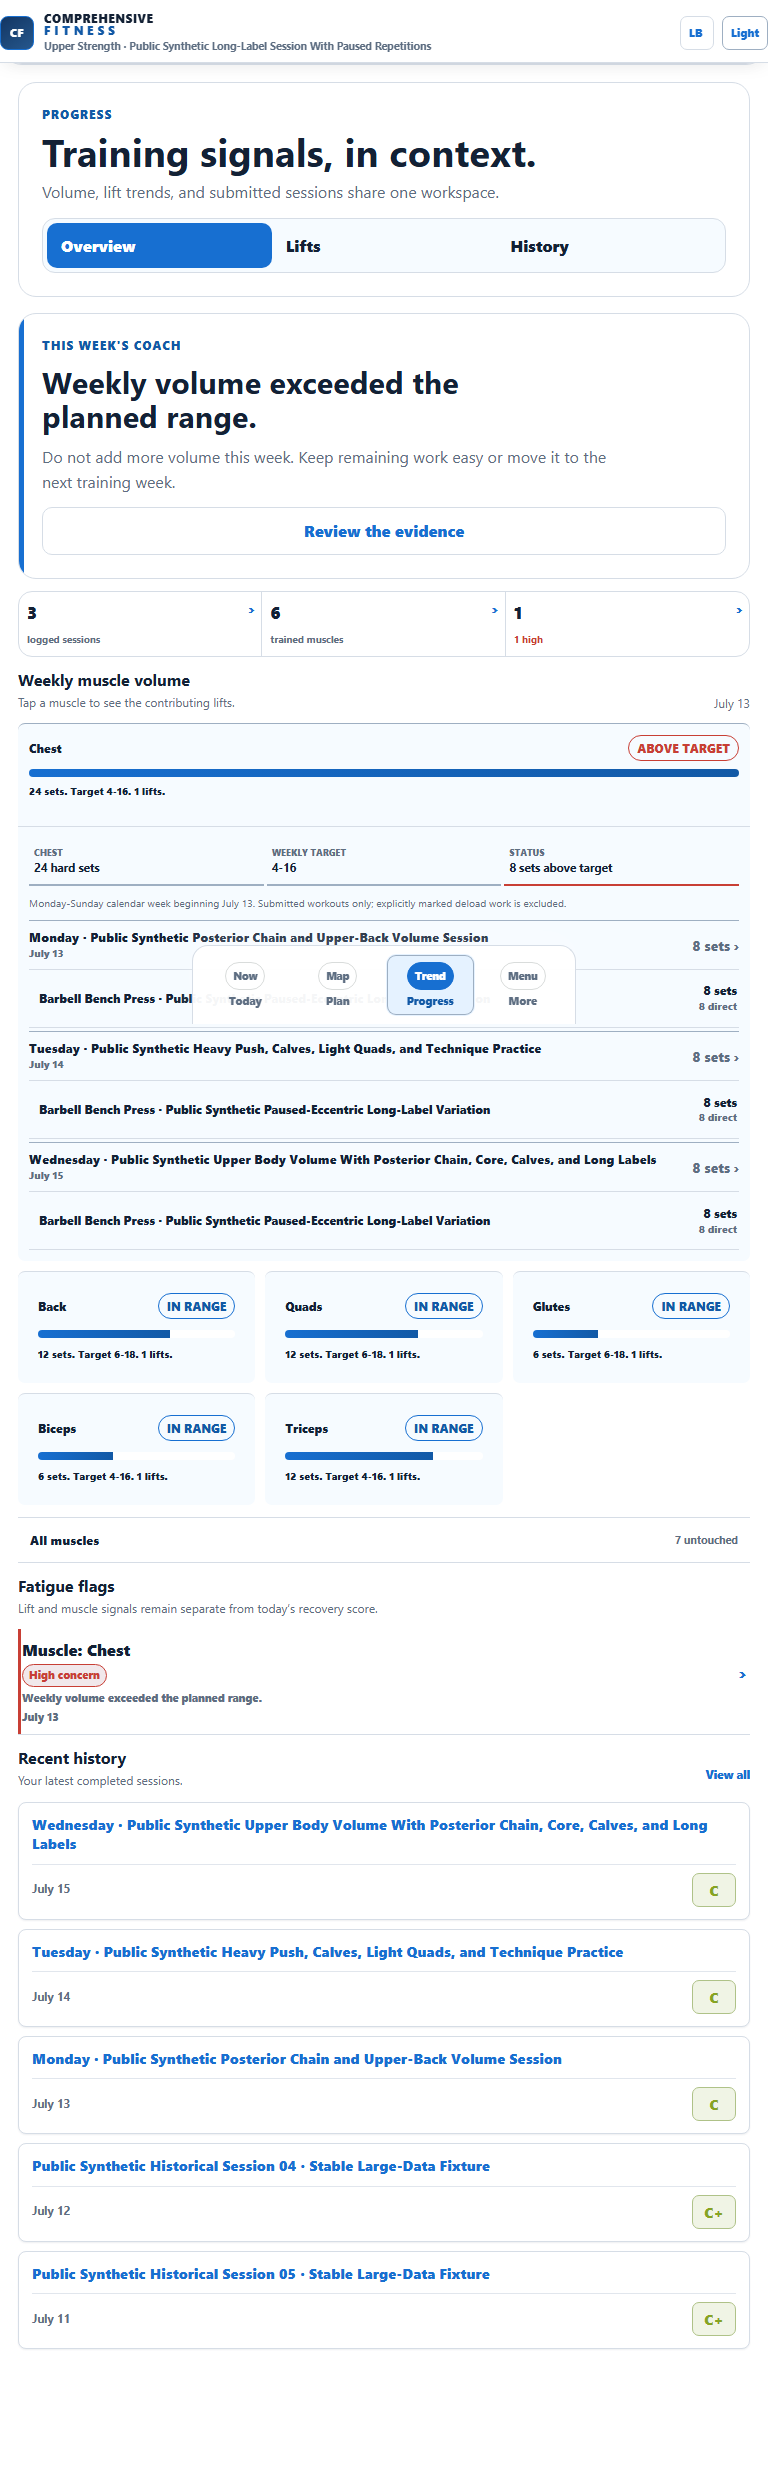 CF
COMPREHENSIVE
FITNESS
Upper Strength · Public Synthetic Long-Label Session With Paused Repetitions
LB
Light
PROGRESS
Training signals, in context.
Volume, lift trends, and submitted sessions share one workspace.
Overview
Lifts
History
THIS WEEK'S COACH
Weekly volume exceeded the
planned range.
Do not add more volume this week. Keep remaining work easy or move it to the
next training week.
Review the evidence
3
logged sessions
6
trained muscles
1
1 high
Weekly muscle volume
Tap a muscle to see the contributing lifts.
July 13
Chest
ABOVE TARGET
24 sets. Target 4-16. 1 lifts.
CHEST
24 hard sets
WEEKLY TARGET
4-16
STATUS
8 sets above target
Monday-Sunday calendar week beginning July 13. Submitted workouts only; explicitly marked deload work is excluded.
Monday · Public Synthetic Posterior Chain and Upper-Back Volume Session
July 13
8 sets ›
Barbell Bench Press · Publ
8 sets
8 direct
Now
Today
Map
Plan
Trend
Progress
Menu
More
Tuesday · Public Synthetic Heavy Push, Calves, Light Quads, and Technique Practice
July 14
8 sets ›
Barbell Bench Press · Public Synthetic Paused-Eccentric Long-Label Variation
8 sets
8 direct
Wednesday · Public Synthetic Upper Body Volume With Posterior Chain, Core, Calves, and Long Labels
July 15
8 sets ›
Barbell Bench Press · Public Synthetic Paused-Eccentric Long-Label Variation
8 sets
8 direct
Back
IN RANGE
12 sets. Target 6-18. 1 lifts.
Quads
IN RANGE
12 sets. Target 6-18. 1 lifts.
Glutes
IN RANGE
6 sets. Target 6-18. 1 lifts.
Biceps
IN RANGE
6 sets. Target 4-16. 1 lifts.
Triceps
IN RANGE
12 sets. Target 4-16. 1 lifts.
All muscles
7 untouched
Fatigue flags
Lift and muscle signals remain separate from today's recovery score.
Muscle: Chest
High concern
Weekly volume exceeded the planned range.
July 13
Recent history
Your latest completed sessions.
View all
Wednesday · Public Synthetic Upper Body Volume With Posterior Chain, Core, Calves, and Long
Labels
July 15
C
Tuesday · Public Synthetic Heavy Push, Calves, Light Quads, and Technique Practice
July 14
C
Monday · Public Synthetic Posterior Chain and Upper-Back Volume Session
July 13
C
Public Synthetic Historical Session 04 · Stable Large-Data Fixture
July 12
C+
Public Synthetic Historical Session 05 · Stable Large-Data Fixture
July 11
C+